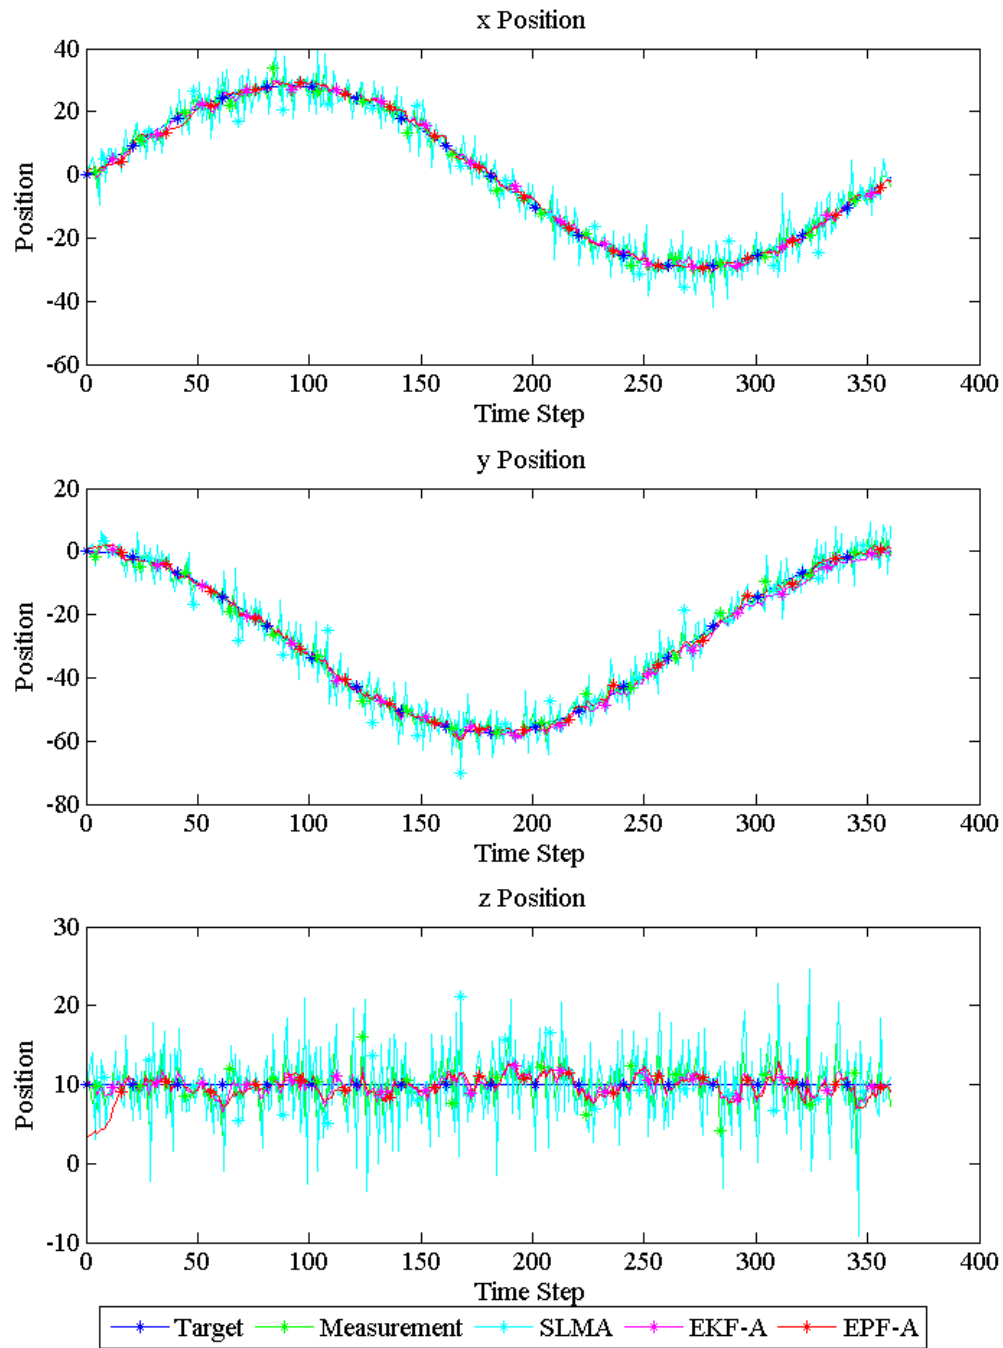 x Position
40
20
0
-20
-40
-60
Position
0 50 100 150 200 250 300 350 400
Time Step
y Position
20
0
-20
-40
-60
-80
Position
0 50 100 150 200 250 300 350 400
Time Step
z Position
30
20
10
0
-10
Position
0 50 100 150 200 250 300 350 400
Time Step
Target Measurement SLMA EKF-A EPF-A